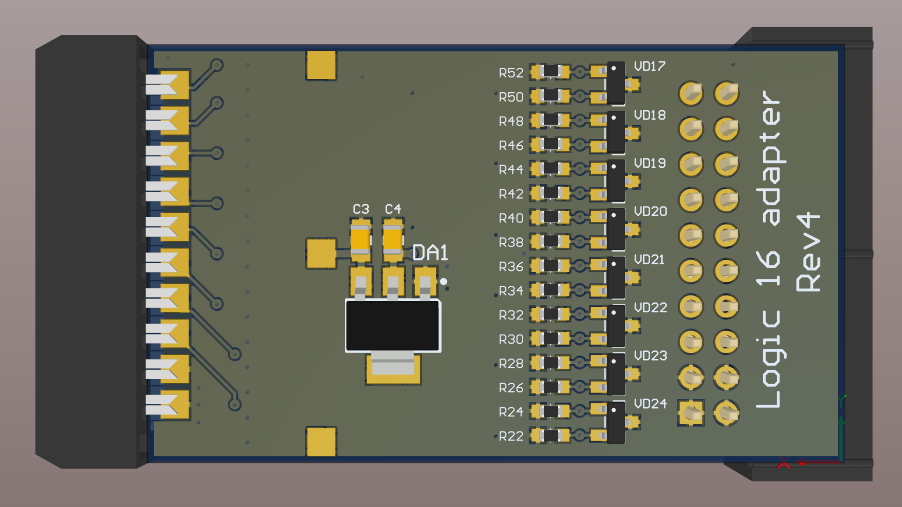 R52
VD17
R50
R48
VD18
R46
R44
VD19
R42
C3
C4
R40
VD20
R38
DA1
R36
VD21
R34
R32
VD22
R30
R28
VD23
R26
R24
VD24
R22
Logic 16 adapter
Rev4
X
Y